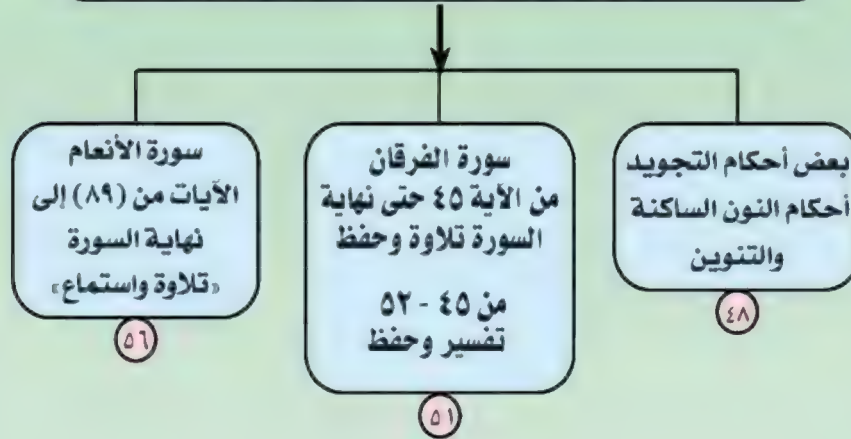 بعض أحكام التجويد
أحكام النون الساكنة
والتنوين
٤٨
سورة الفرقان
من الآية ٤٥ حتى نهاية
السورة تلاوة وحفظ
من ٤٥ - ٥٢
تفسير وحفظ
٥١
سورة الأنعام
الآيات من (٨٩) إلى
نهاية السورة
«تلاوة واستماع»
٥٦